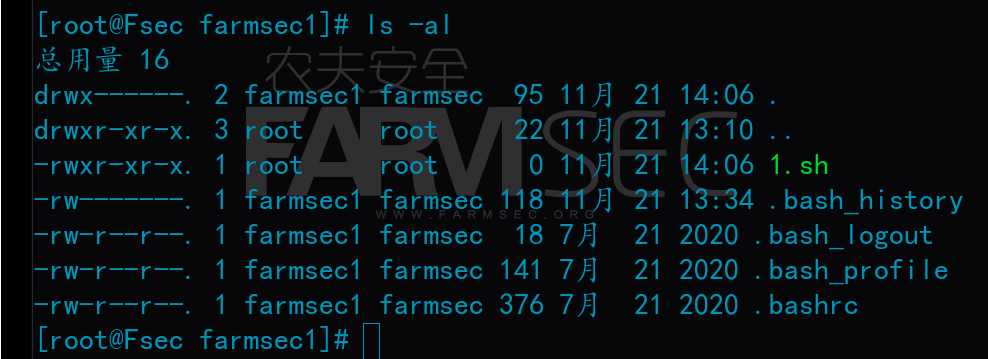 [root@Fsec farmsec1]# ls -al
总用量 16
农夫安全
drwx------. 2 farmsec1 farmsec  95 11月 21 14:06 .
drwxr-xr-x. 3 root     root     22 11月 21 13:10 ..
FARMSEC
-rwxr-xr-x. 1 root     root      0 11月 21 14:06 1.sh
-rw-------. 1 farmsec1 farmsec 118 11月 21 13:34 .bash_history
WWW.FARMSEC.ORG
-rw-r--r--. 1 farmsec1 farmsec  18 7月  21 2020 .bash_logout
-rw-r--r--. 1 farmsec1 farmsec 141 7月  21 2020 .bash_profile
-rw-r--r--. 1 farmsec1 farmsec 376 7月  21 2020 .bashrc
[root@Fsec farmsec1]#